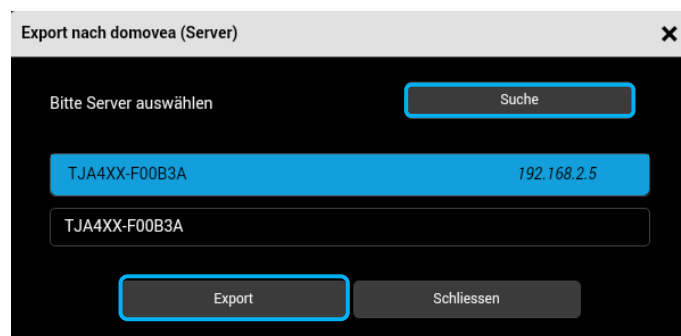 Export nach domovea (Server)
Bitte Server auswählen
Suche
TJA4XX-F00B3A 192.168.2.5
TJA4XX-F00B3A
Export Schliessen